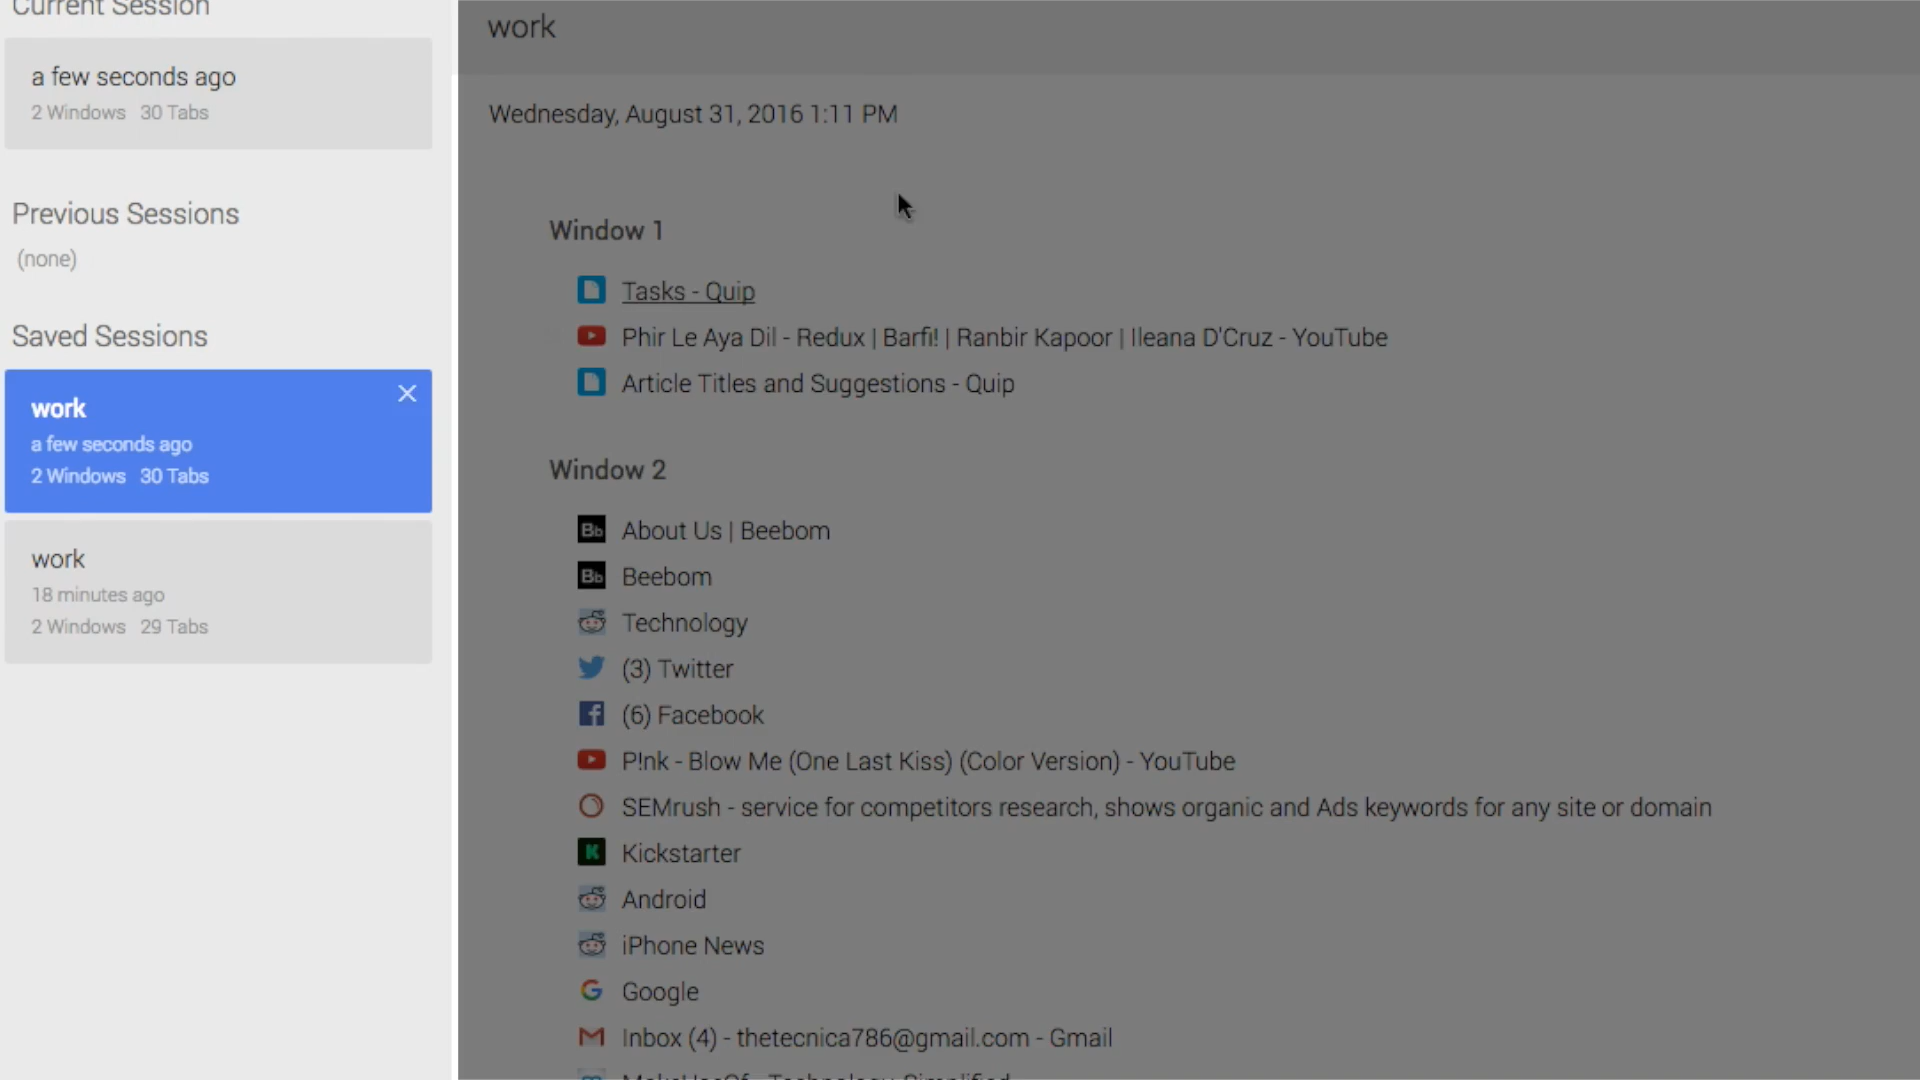 Current Session
a few seconds ago
2 Windows 30 Tabs
Previous Sessions
(none)
Saved Sessions
work
a few seconds ago
2 Windows 30 Tabs
work
18 minutes ago
2 Windows 29 Tabs
work
Wednesday, August 31, 2016 1:11 PM
Window 1
Tasks - Quip
Phir Le Aya Dil - Redux | Barfi! | Ranbir Kapoor | Ileana D'Cruz - YouTube
Article Titles and Suggestions - Quip
Window 2
Bb About Us | Beebom
Bb Beebom
Technology
(3) Twitter
(6) Facebook
P!nk - Blow Me (One Last Kiss) (Color Version) - YouTube
SEMrush - service for competitors research, shows organic and Ads keywords for any site or domain
Kickstarter
Android
iPhone News
Google
Inbox (4) - thetecnica786@gmail.com - Gmail
MakeUseOf - Technology, Simplified